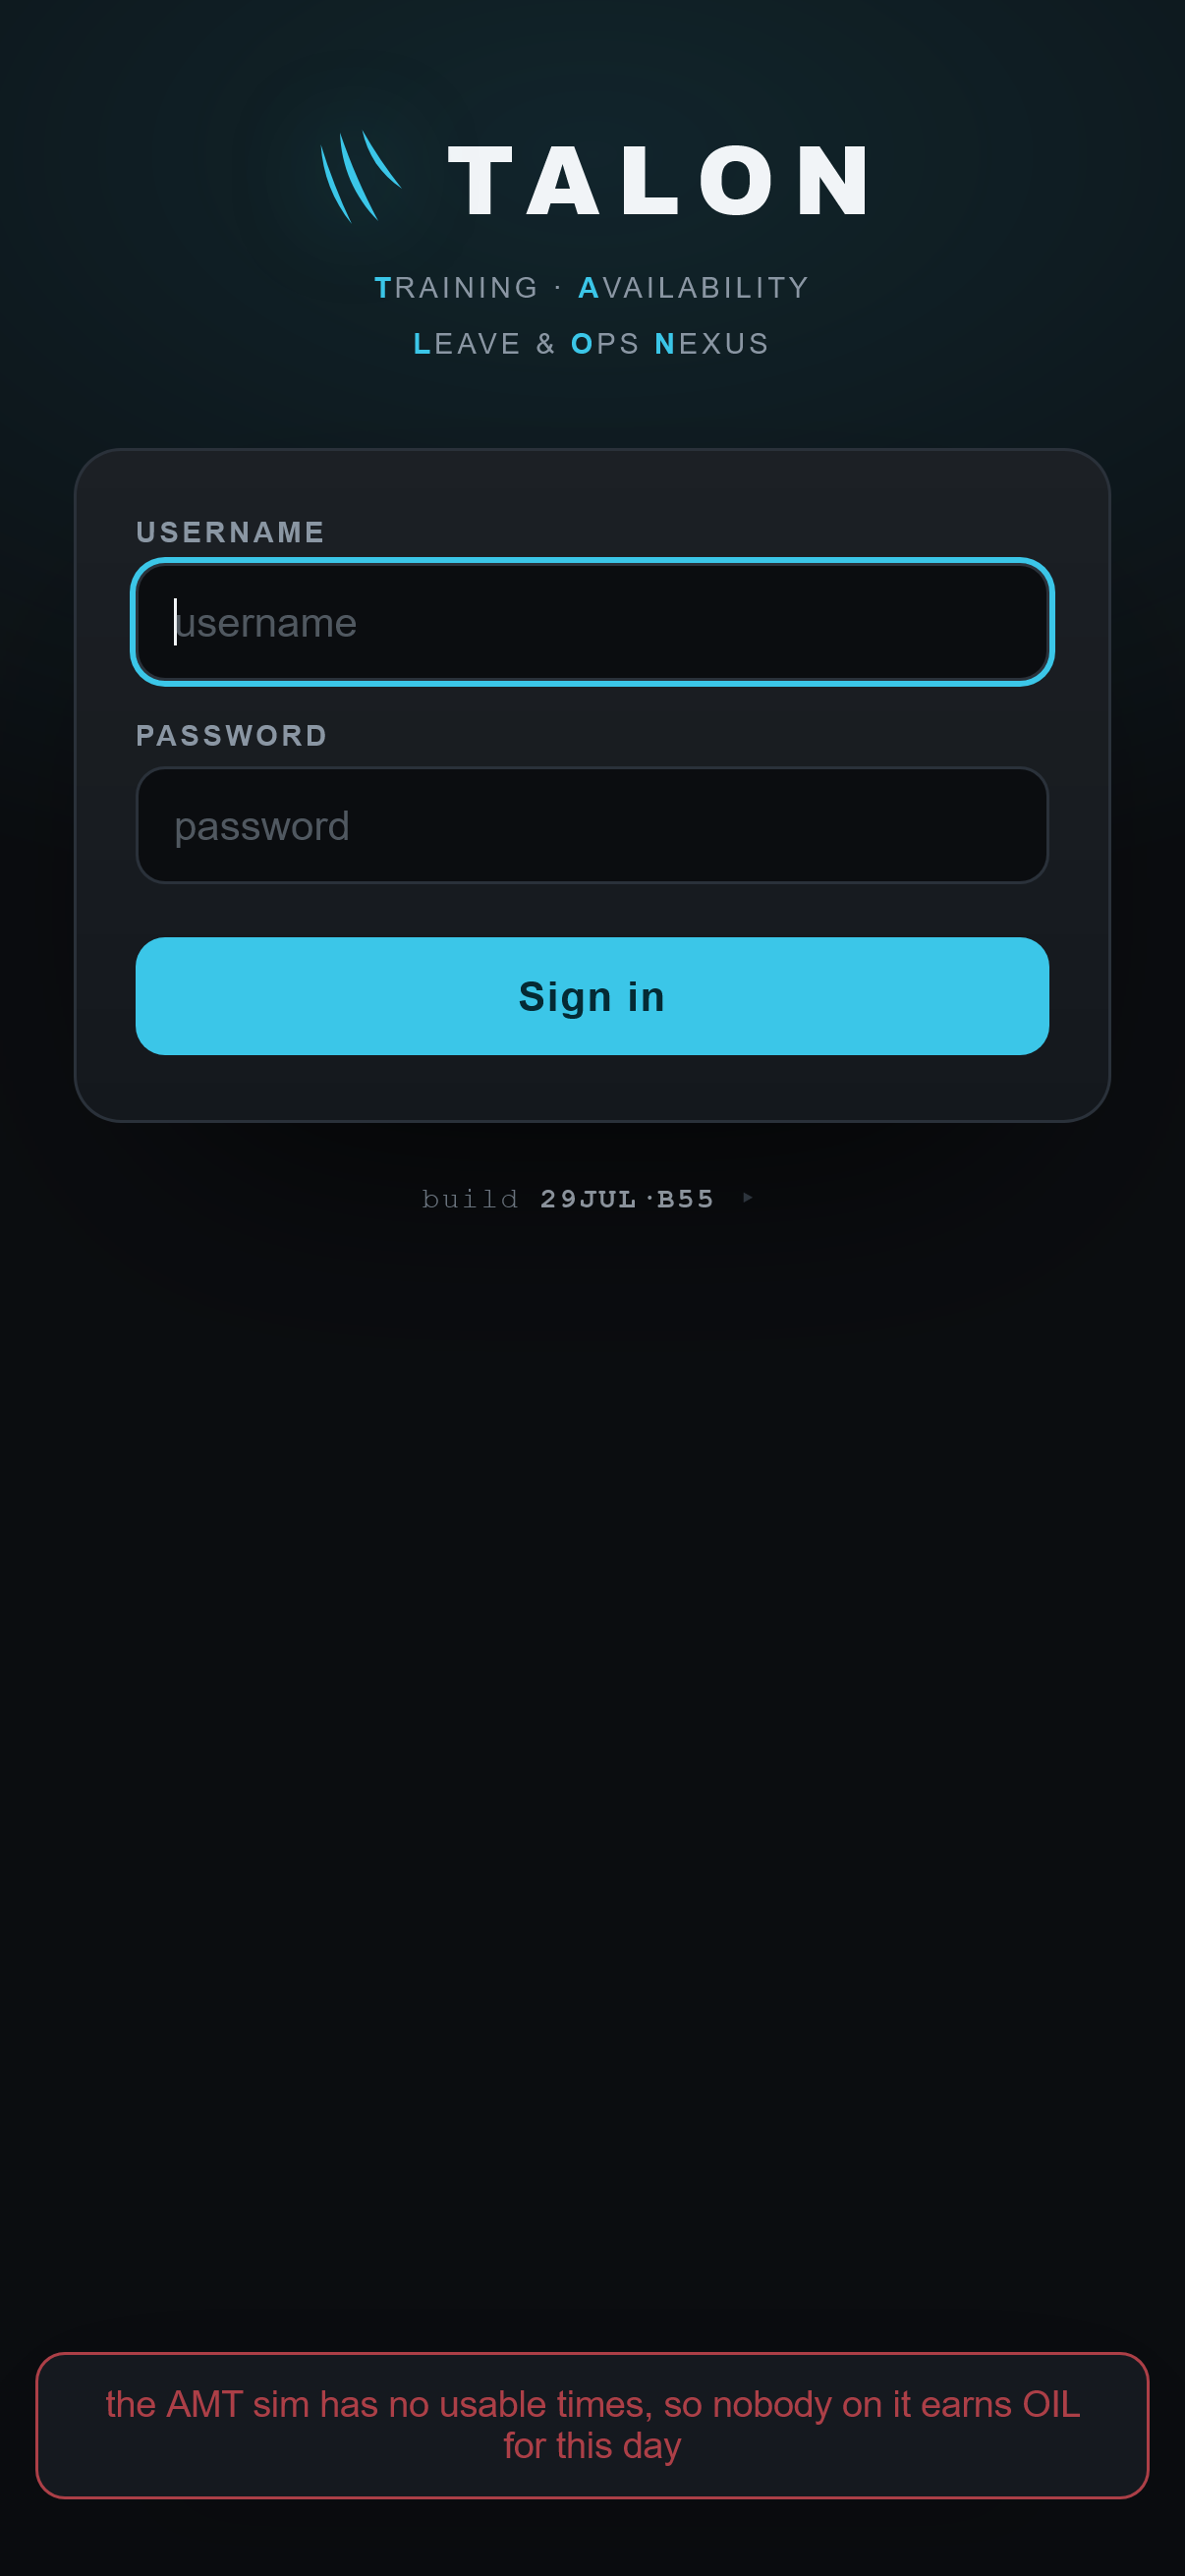 TALON
TRAINING · AVAILABILITY
LEAVE & OPS NEXUS
USERNAME
username
PASSWORD
password
Sign in
build 29JUL·B55 ▸
the AMT sim has no usable times, so nobody on it earns OIL
for this day